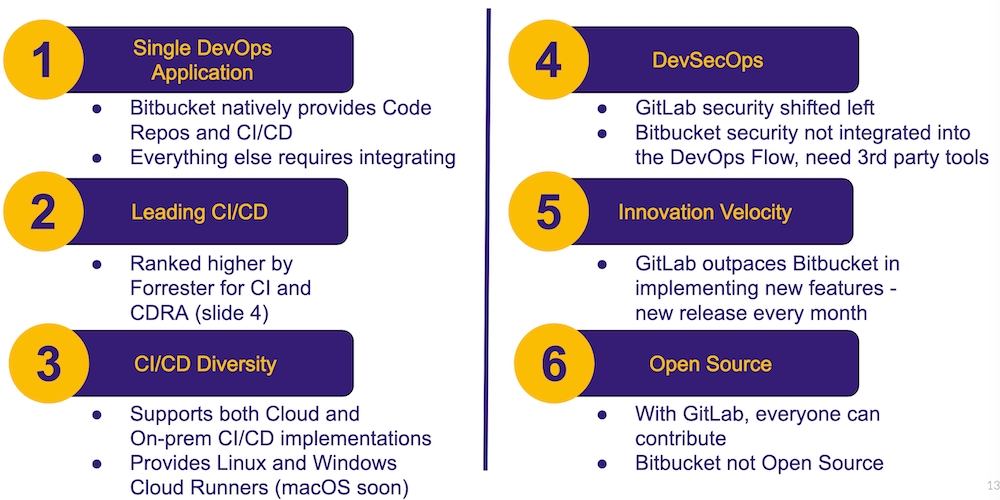 1
Single DevOps
Application
• Bitbucket natively provides Code
Repos and CI/CD
• Everything else requires integrating
2
Leading CI/CD
• Ranked higher by
Forrester for CI and
CDRA (slide 4)
3
CI/CD Diversity
• Supports both Cloud and
On-prem CI/CD implementations
• Provides Linux and Windows
Cloud Runners (macOS soon)
4
DevSecOps
• GitLab security shifted left
• Bitbucket security not integrated into
the DevOps Flow, need 3rd party tools
5
Innovation Velocity
• GitLab outpaces Bitbucket in
implementing new features -
new release every month
6
Open Source
• With GitLab, everyone can
contribute
• Bitbucket not Open Source
13